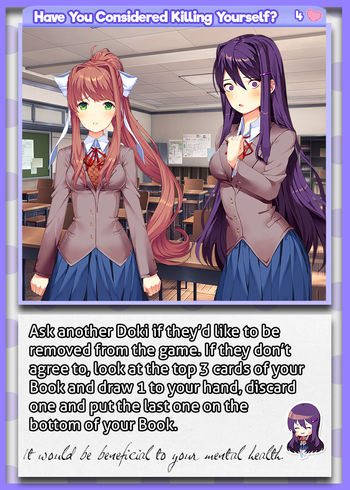 Have You Considered Killing Yourself? 4
Ask another Doki if they'd like to be
removed from the game. If they don't
agree to, look at the top 3 cards of your
Book and draw 1 to your hand, discard
one and put the last one on the
bottom of your Book.
It would be beneficial to your mental health.